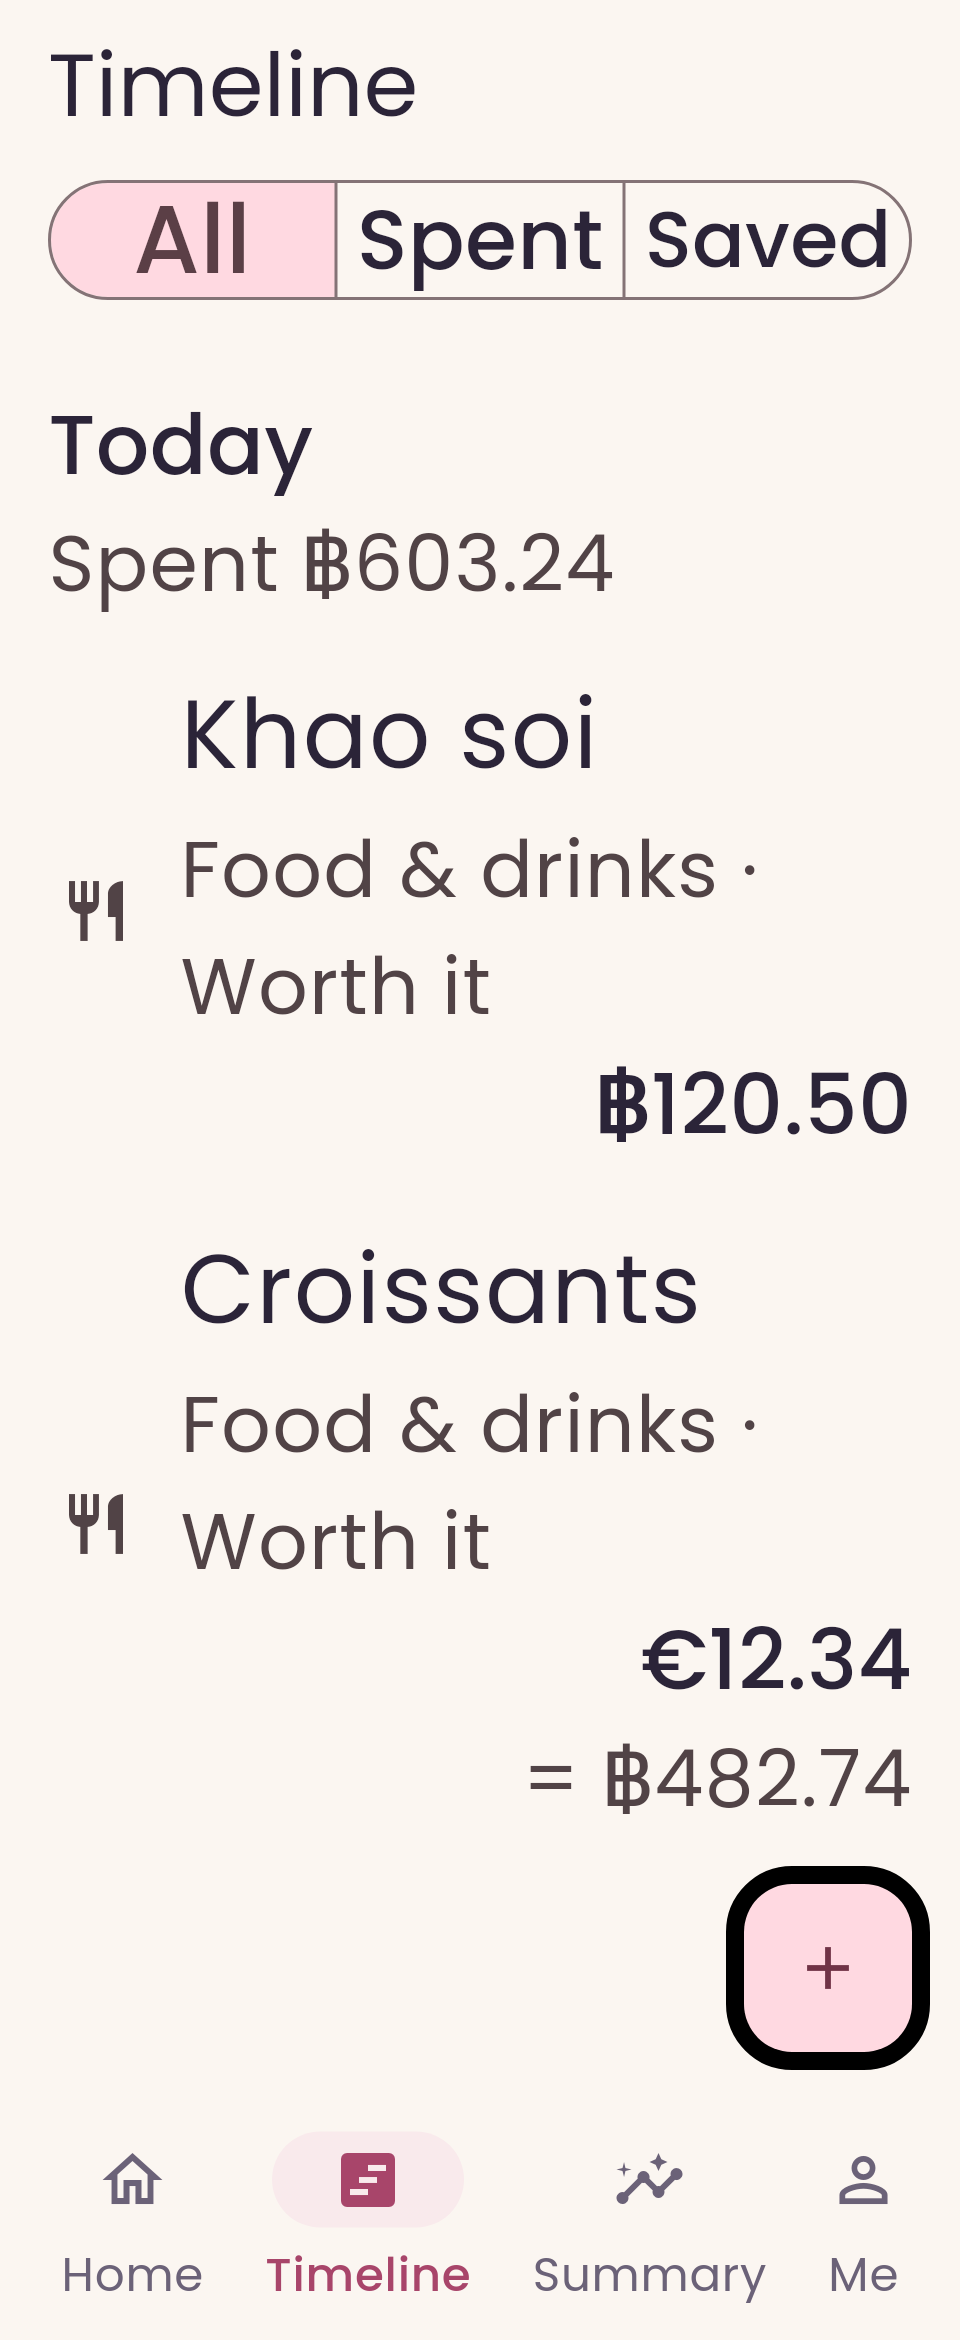 Timeline
All Spent Saved
Today
Spent ฿603.24
Khao soi
Food & drinks ·
Worth it
฿120.50
Croissants
Food & drinks ·
Worth it
€12.34
= ฿482.74
+
Home Timeline Summary Me